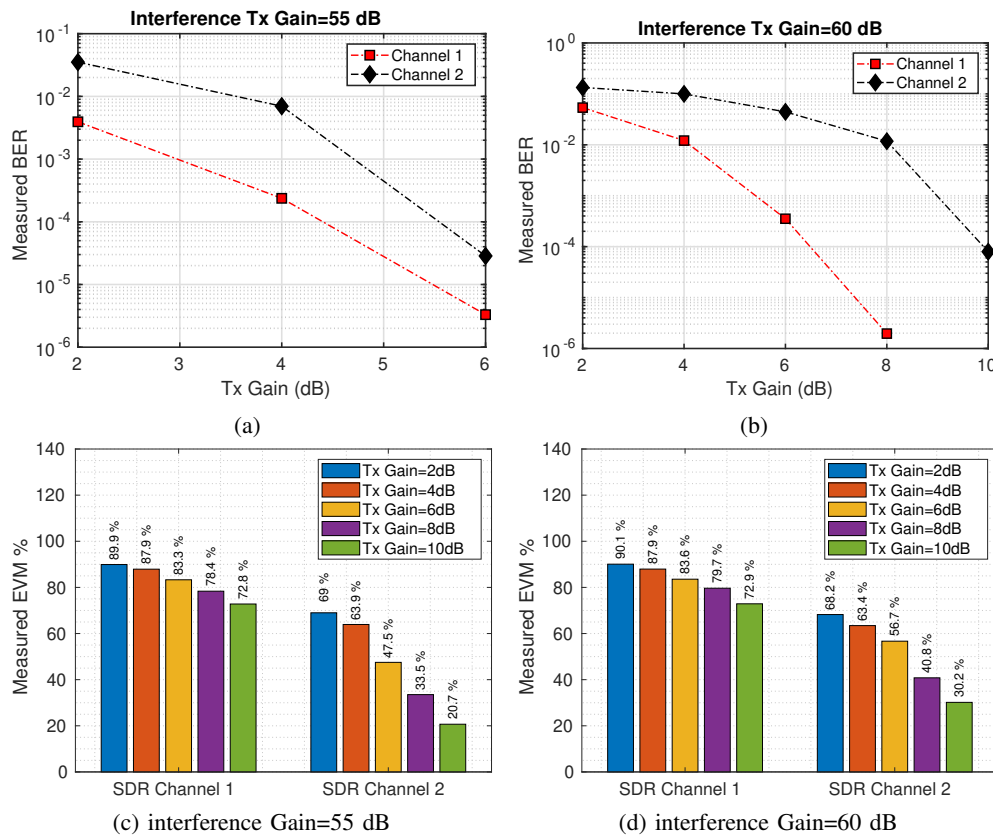 Interference Tx Gain=55 dB
10^-1
10^-2
10^-3
10^-4
10^-5
10^-6
Measured BER
Channel 1
Channel 2
2 3 4 5 6
Tx Gain (dB)
(a)
Interference Tx Gain=60 dB
10^0
10^-2
10^-4
10^-6
Measured BER
Channel 1
Channel 2
2 4 6 8 10
Tx Gain (dB)
(b)
140
120
100
80
60
40
20
0
Measured EVM %
Tx Gain=2dB
Tx Gain=4dB
Tx Gain=6dB
Tx Gain=8dB
Tx Gain=10dB
89.9 %
87.9 %
83.3 %
78.4 %
72.8 %
69 %
63.9 %
47.5 %
33.5 %
20.7 %
SDR Channel 1 SDR Channel 2
(c) interference Gain=55 dB
140
120
100
80
60
40
20
0
Measured EVM %
Tx Gain=2dB
Tx Gain=4dB
Tx Gain=6dB
Tx Gain=8dB
Tx Gain=10dB
90.1 %
87.9 %
83.6 %
79.7 %
72.9 %
68.2 %
63.4 %
56.7 %
40.8 %
30.2 %
SDR Channel 1 SDR Channel 2
(d) interference Gain=60 dB